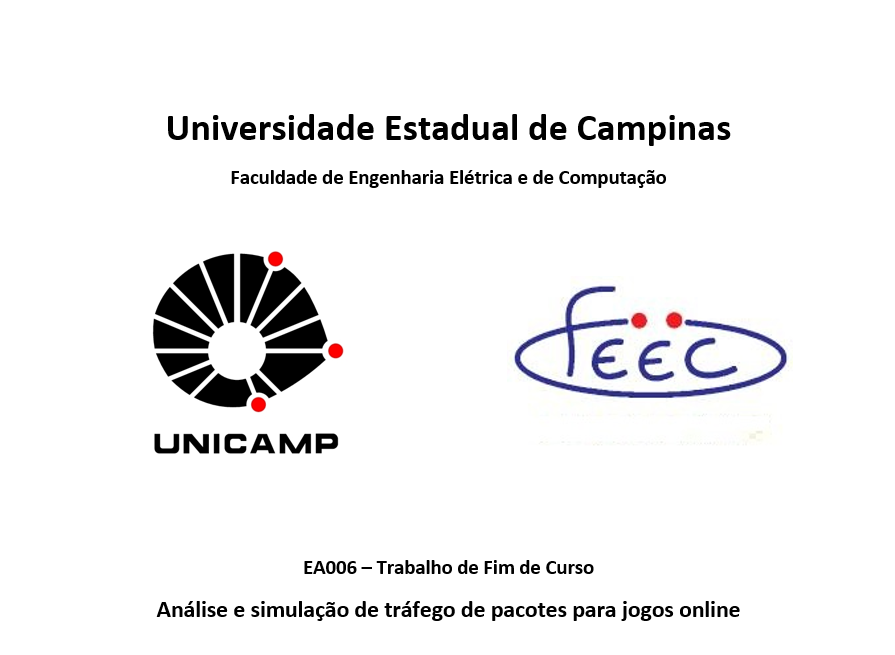 Universidade Estadual de Campinas
Faculdade de Engenharia Elétrica e de Computação
UNICAMP
feec
EA006 – Trabalho de Fim de Curso
Análise e simulação de tráfego de pacotes para jogos online